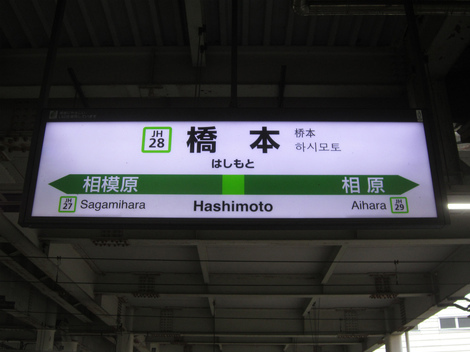 JH
28
橋本
桥本
하시모토
はしもと
相模原
相原
JH
27
Sagamihara
Hashimoto
Aihara
JH
29